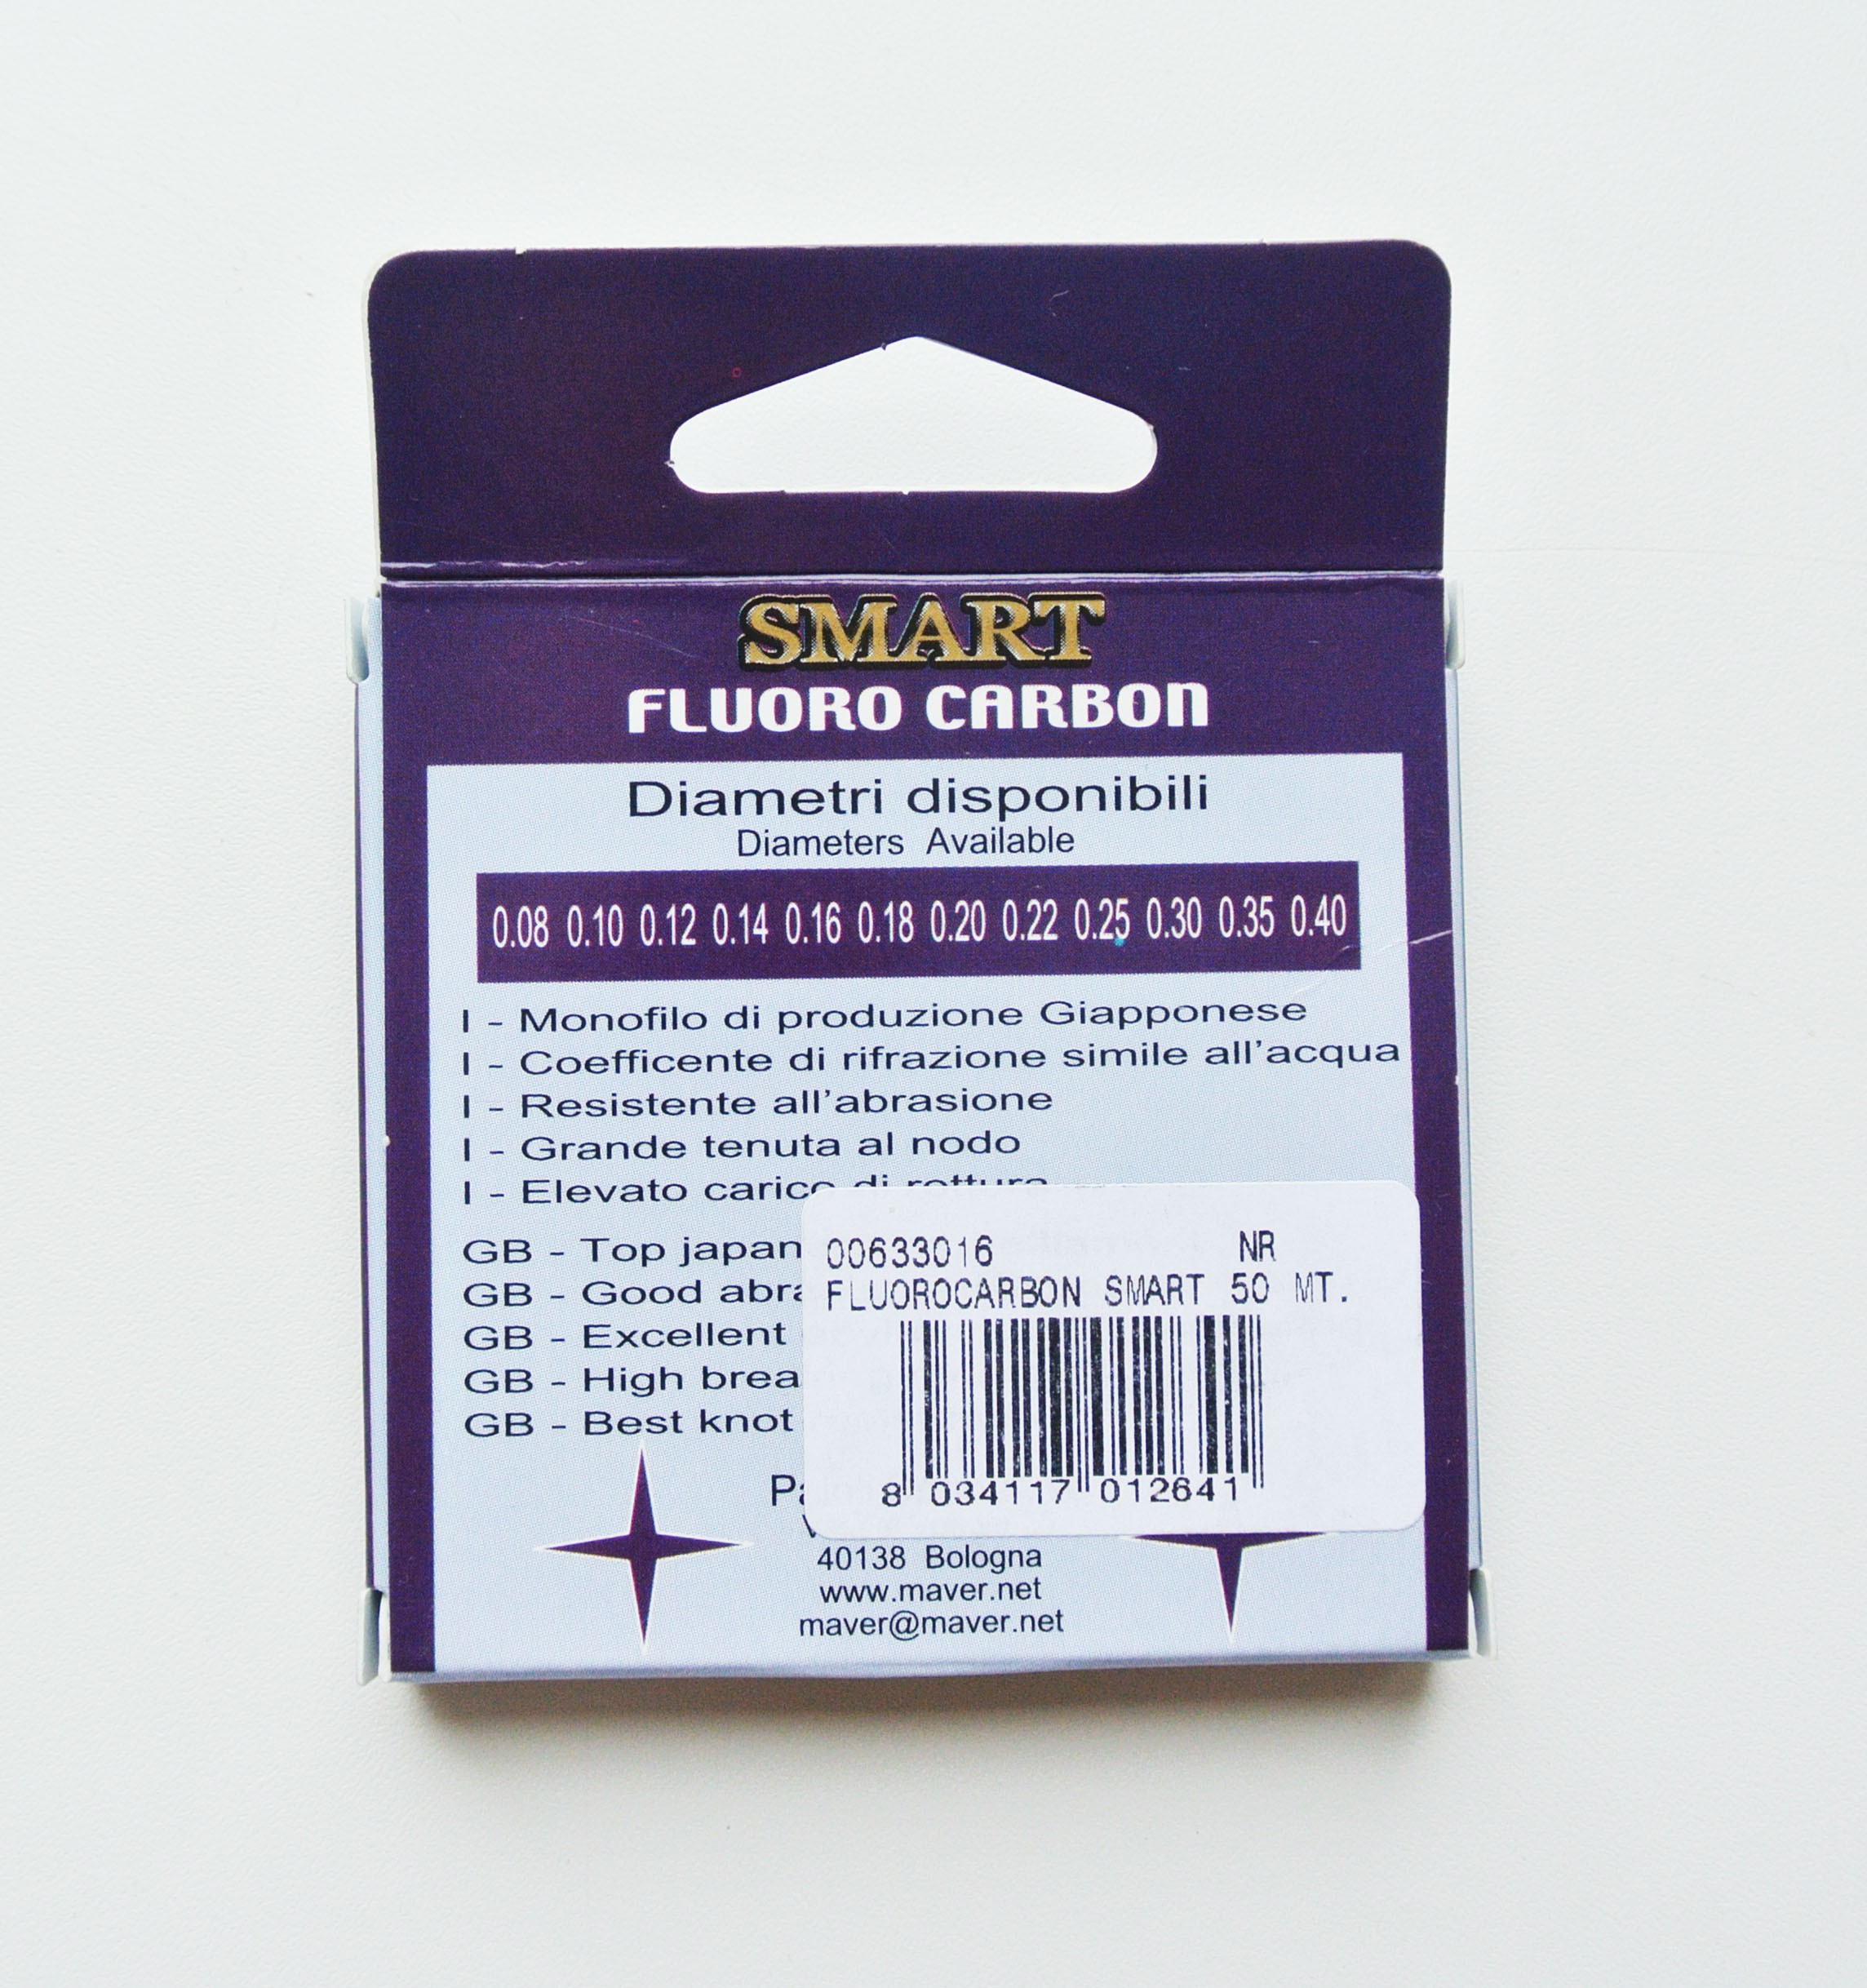 SMART
FLUORO CARBON
Diametri disponibili
Diameters Available
0.08 0.10 0.12 0.14 0.16 0.18 0.20 0.22 0.25 0.30 0.35 0.40
I - Monofilo di produzione Giapponese
I - Coefficente di rifrazione simile all'acqua
I - Resistente all'abrasione
I - Grande tenuta al nodo
I - Elevato carico di rottura
GB - Top japan
GB - Good abra
GB - Excellent
GB - High brea
GB - Best knot
00633016 NR
FLUOROCARBON SMART 50 MT.
8 034117 012641
40138 Bologna
www.maver.net
maver@maver.net